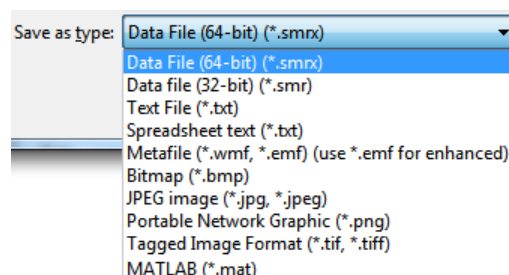 Save as type: Data File (64-bit) (*.smrx)
Data File (64-bit) (*.smrx)
Data file (32-bit) (*.smr)
Text File (*.txt)
Spreadsheet text (*.txt)
Metafile (*.wmf, *.emf) (use *.emf for enhanced)
Bitmap (*.bmp)
JPEG image (*.jpg, *.jpeg)
Portable Network Graphic (*.png)
Tagged Image Format (*.tif, *.tiff)
MATLAB (*.mat)